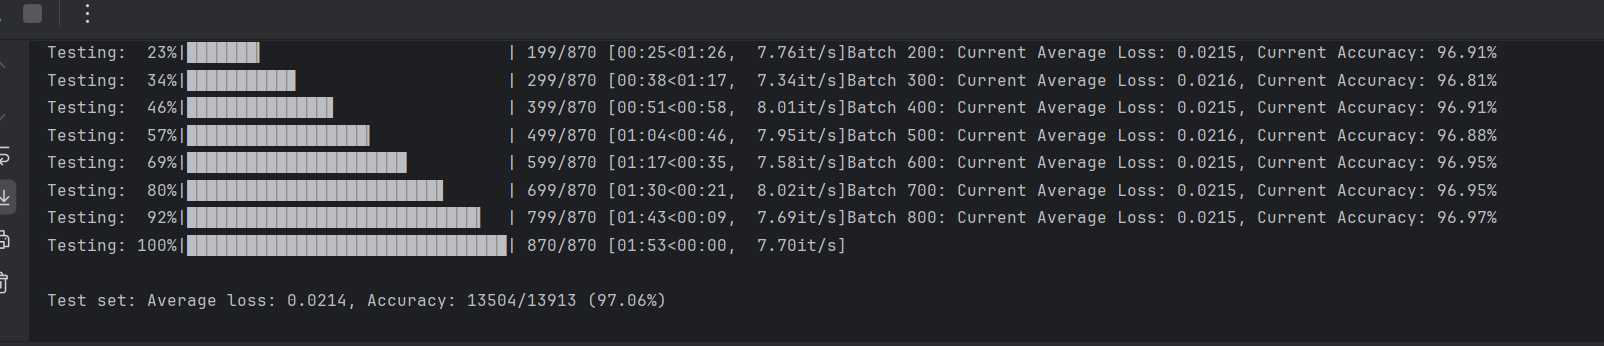 Testing:  23%|███████▎                        | 199/870 [00:25<01:26,  7.76it/s]Batch 200: Current Average Loss: 0.0215, Current Accuracy: 96.91%
Testing:  34%|██████████▉                     | 299/870 [00:38<01:17,  7.34it/s]Batch 300: Current Average Loss: 0.0216, Current Accuracy: 96.81%
Testing:  46%|██████████████▋                 | 399/870 [00:51<00:58,  8.01it/s]Batch 400: Current Average Loss: 0.0215, Current Accuracy: 96.91%
Testing:  57%|██████████████████▎             | 499/870 [01:04<00:46,  7.95it/s]Batch 500: Current Average Loss: 0.0216, Current Accuracy: 96.88%
Testing:  69%|██████████████████████          | 599/870 [01:17<00:35,  7.58it/s]Batch 600: Current Average Loss: 0.0215, Current Accuracy: 96.95%
Testing:  80%|█████████████████████████▋      | 699/870 [01:30<00:21,  8.02it/s]Batch 700: Current Average Loss: 0.0215, Current Accuracy: 96.95%
Testing:  92%|█████████████████████████████▍  | 799/870 [01:43<00:09,  7.69it/s]Batch 800: Current Average Loss: 0.0215, Current Accuracy: 96.97%
Testing: 100%|████████████████████████████████| 870/870 [01:53<00:00,  7.70it/s]
Test set: Average loss: 0.0214, Accuracy: 13504/13913 (97.06%)